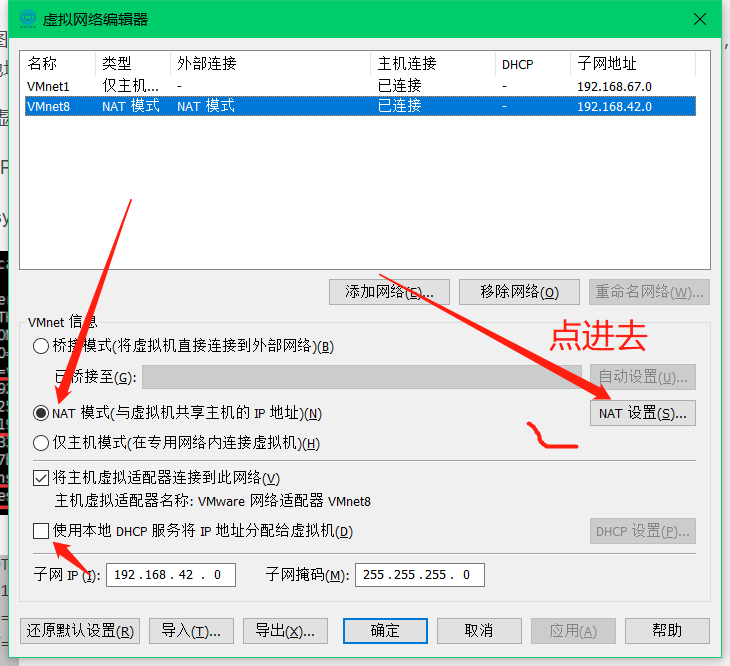 虚拟网络编辑器
名称 类型 外部连接 主机连接 DHCP 子网地址
VMnet1 仅主机... - 已连接 - 192.168.67.0
VMnet8 NAT 模式 NAT 模式 已连接 - 192.168.42.0
添加网络(E)... 移除网络(O) 重命名网络(W)...
VMnet 信息
点进去
桥接模式(将虚拟机直接连接到外部网络)(B)
已桥接至(G): 自动设置(U)...
NAT 模式(与虚拟机共享主机的 IP 地址)(N) NAT 设置(S)...
仅主机模式(在专用网络内连接虚拟机)(H)
将主机虚拟适配器连接到此网络(V)
主机虚拟适配器名称: VMware 网络适配器 VMnet8
使用本地 DHCP 服务将 IP 地址分配给虚拟机(D) DHCP 设置(P)...
子网 IP (I): 192.168.42.0 子网掩码(M): 255.255.255.0
还原默认设置(R) 导入(T)... 导出(X)... 确定 取消 应用(A) 帮助